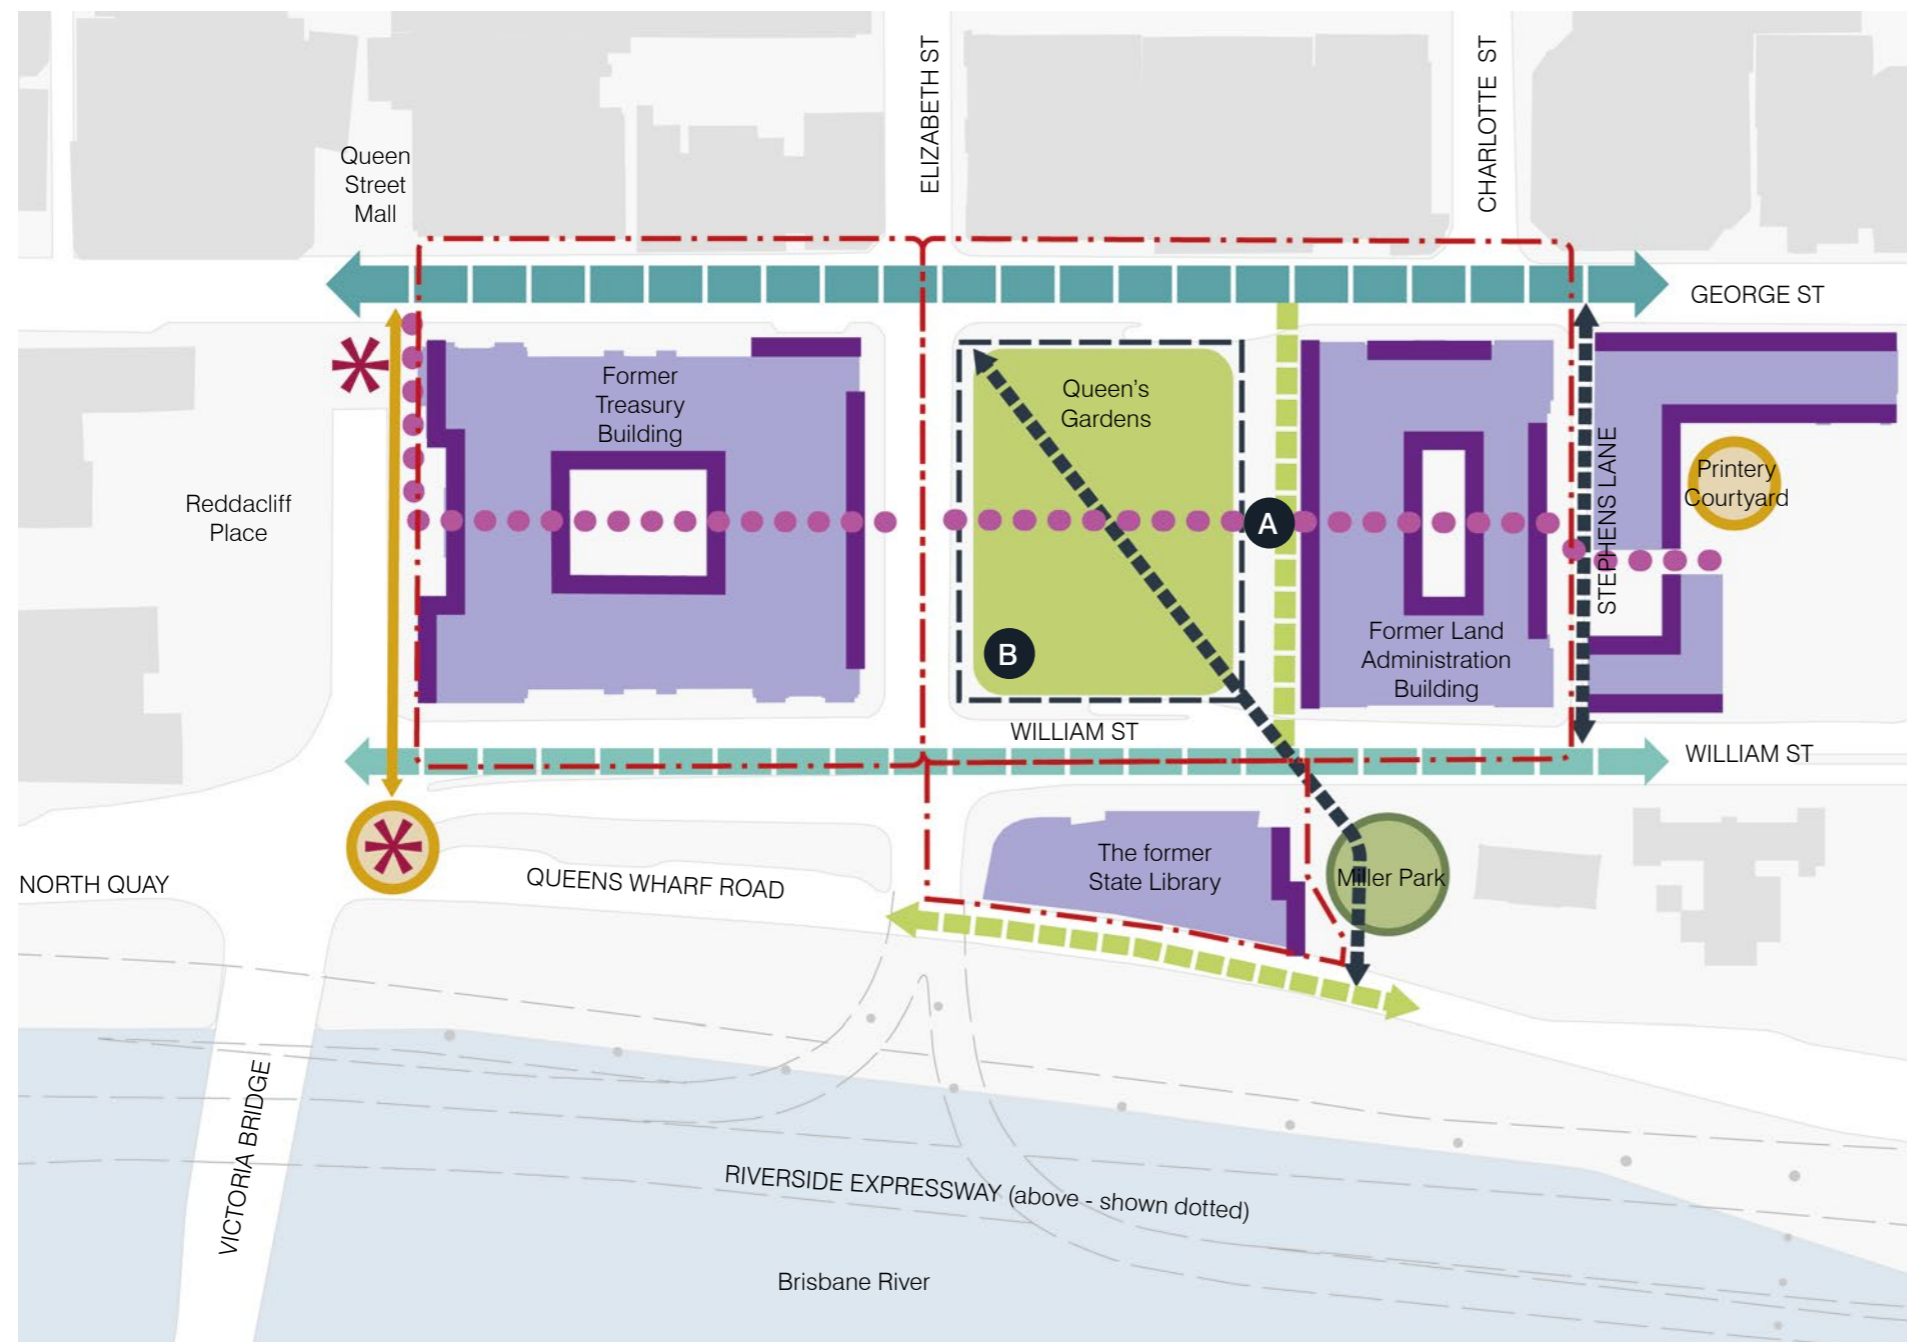 ELIZABETH ST
CHARLOTTE ST
Queen
Street
Mall
GEORGE ST
Former
Treasury
Building
Queen's
Gardens
STEPHENS LANE
Printery
Courtyard
Reddacliff
Place
A
B
Former Land
Administration
Building
WILLIAM ST
WILLIAM ST
The former
State Library
Miller Park
NORTH QUAY
QUEENS WHARF ROAD
VICTORIA BRIDGE
RIVERSIDE EXPRESSWAY (above - shown dotted)
Brisbane River